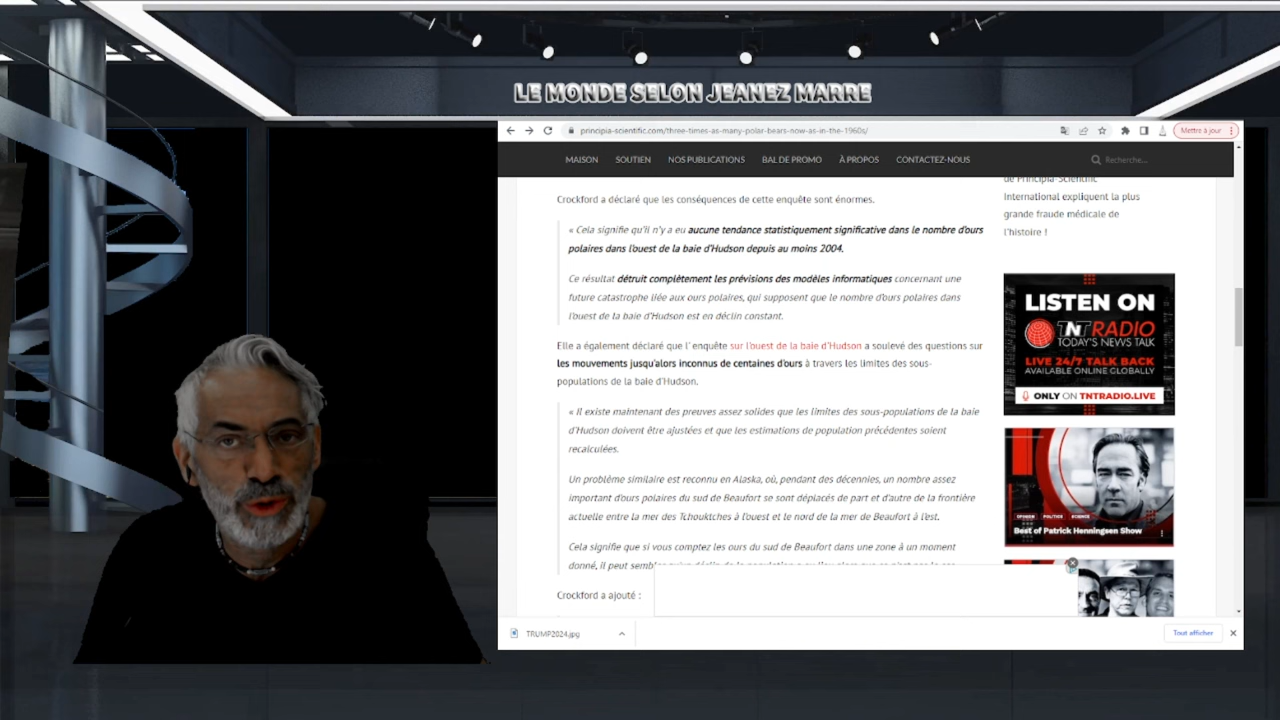 LE MONDE SELON JEANEZ MARRE
principia-scientific.com/three-times-as-many-polar-bears-now-as-in-the-1960s/
Mettre à jour
MAISON SOUTIEN NOS PUBLICATIONS BAL DE PROMO À PROPOS CONTACTEZ-NOUS Recherche...
Crockford a déclaré que les conséquences de cette enquête sont énormes.
« Cela signifie qu'il n'y a eu aucune tendance statistiquement significative dans le nombre d'ours
polaires dans l'ouest de la baie d'Hudson depuis au moins 2004.
Ce résultat détruit complètement les prévisions des modèles informatiques concernant une
future catastrophe liée aux ours polaires, qui supposent que le nombre d'ours polaires dans
l'ouest de la baie d'Hudson est en déclin constant.
Elle a également déclaré que l' enquête sur l'ouest de la baie d'Hudson a soulevé des questions sur
les mouvements jusqu'alors inconnus de centaines d'ours à travers les limites des sous-
populations de la baie d'Hudson.
« Il existe maintenant des preuves assez solides que les limites des sous-populations de la baie
d'Hudson doivent être ajustées et que les estimations de population précédentes soient
recalculées.
Un problème similaire est reconnu en Alaska, où, pendant des décennies, un nombre assez
important d'ours polaires du sud de Beaufort se sont déplacés de part et d'autre de la frontière
actuelle entre la mer des Tchouktches à l'ouest et le nord de la mer de Beaufort à l'est.
Cela signifie que si vous comptez les ours du sud de Beaufort dans une zone à un moment
donné, il peut
Crockford a ajouté :
de Principia-Scientific
International expliquent la plus
grande fraude médicale de
l'histoire !
LISTEN ON
TNT RADIO
TODAY'S NEWS TALK
LIVE 24/7 TALK BACK
AVAILABLE ONLINE GLOBALLY
ONLY ON TNTRADIO.LIVE
OPINION POLITICS SCIENCE
Best of Patrick Henningsen Show
TRUMP2024.jpg
Tout afficher